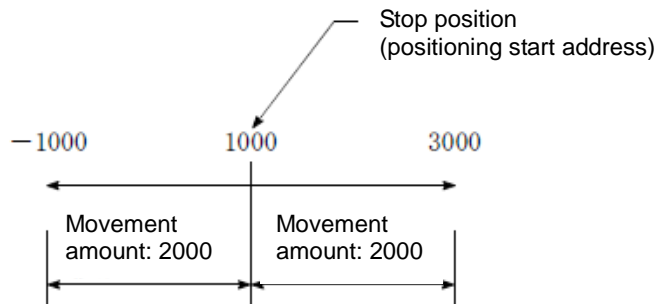 Stop position
(positioning start address)
－1000 1000 3000
Movement
amount: 2000
Movement
amount: 2000